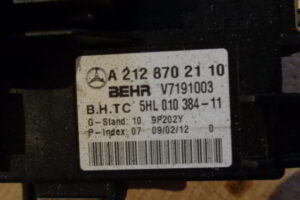 A 212 870 21 10
BEHR V7191003
B.H.TC 5HL 010 384-11
G-Stand: 10 9P202Y
P-Index: 07 09/02/12 0